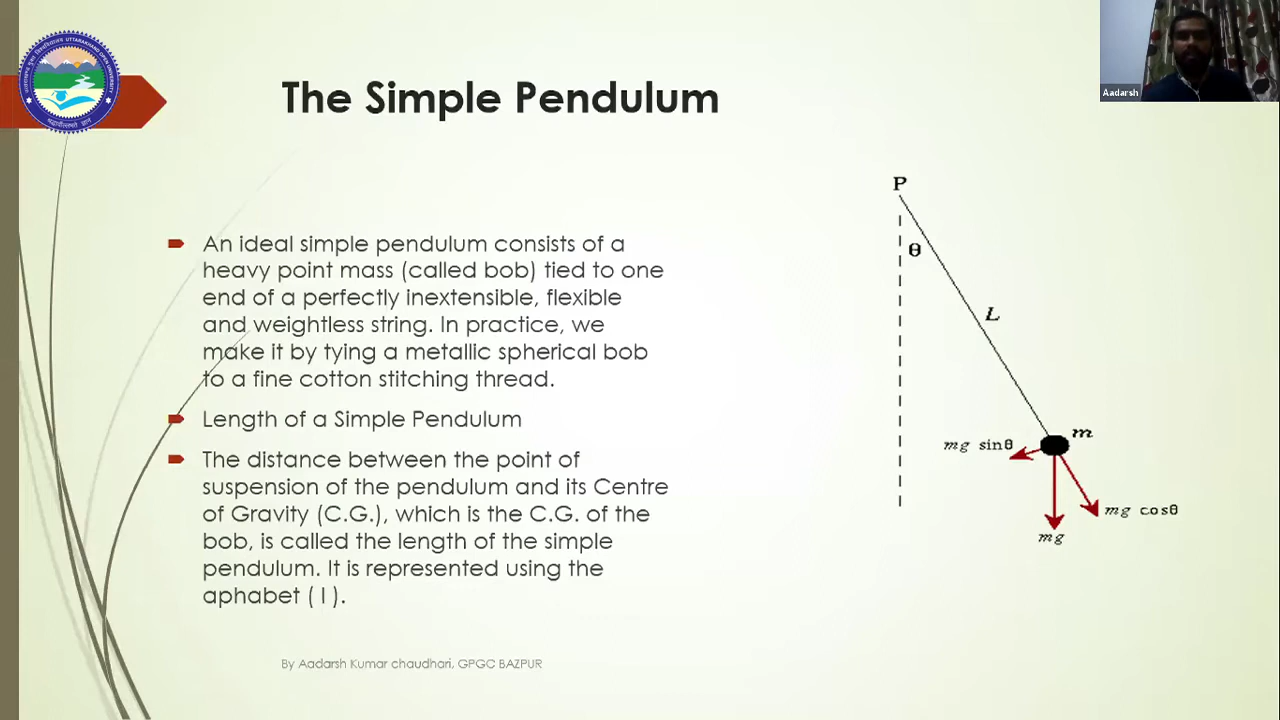 The Simple Pendulum
Aadarsh
An ideal simple pendulum consists of a
heavy point mass (called bob) tied to one
end of a perfectly inextensible, flexible
and weightless string. In practice, we
make it by tying a metallic spherical bob
to a fine cotton stitching thread.
Length of a Simple Pendulum
The distance between the point of
suspension of the pendulum and its Centre
of Gravity (C.G.), which is the C.G. of the
bob, is called the length of the simple
pendulum. It is represented using the
aphabet ( l ).
P
θ
L
m
mg sinθ
mg cosθ
mg
By Aadarsh Kumar chaudhari, GPGC BAZPUR